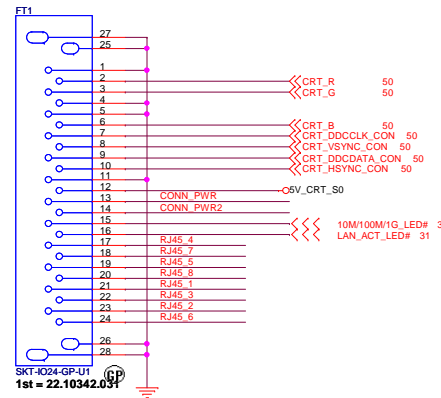 FT1
27
25
1
2 CRT_R 50
3 CRT_G 50
4
5
6 CRT_B 50
7 CRT_DDCCLK_CON 50
8 CRT_VSYNC_CON 50
9 CRT_DDCDATA_CON 50
10 CRT_HSYNC_CON 50
11
12 5V_CRT_S0
13 CONN_PWR
14 CONN_PWR2
15 10M/100M/1G_LED# 3
16 LAN_ACT_LED# 31
17 RJ45_4
18 RJ45_7
19 RJ45_5
20 RJ45_8
21 RJ45_1
22 RJ45_3
23 RJ45_2
24 RJ45_6
26
28
SKT-IO24-GP-U1
GP
1st = 22.10342.031